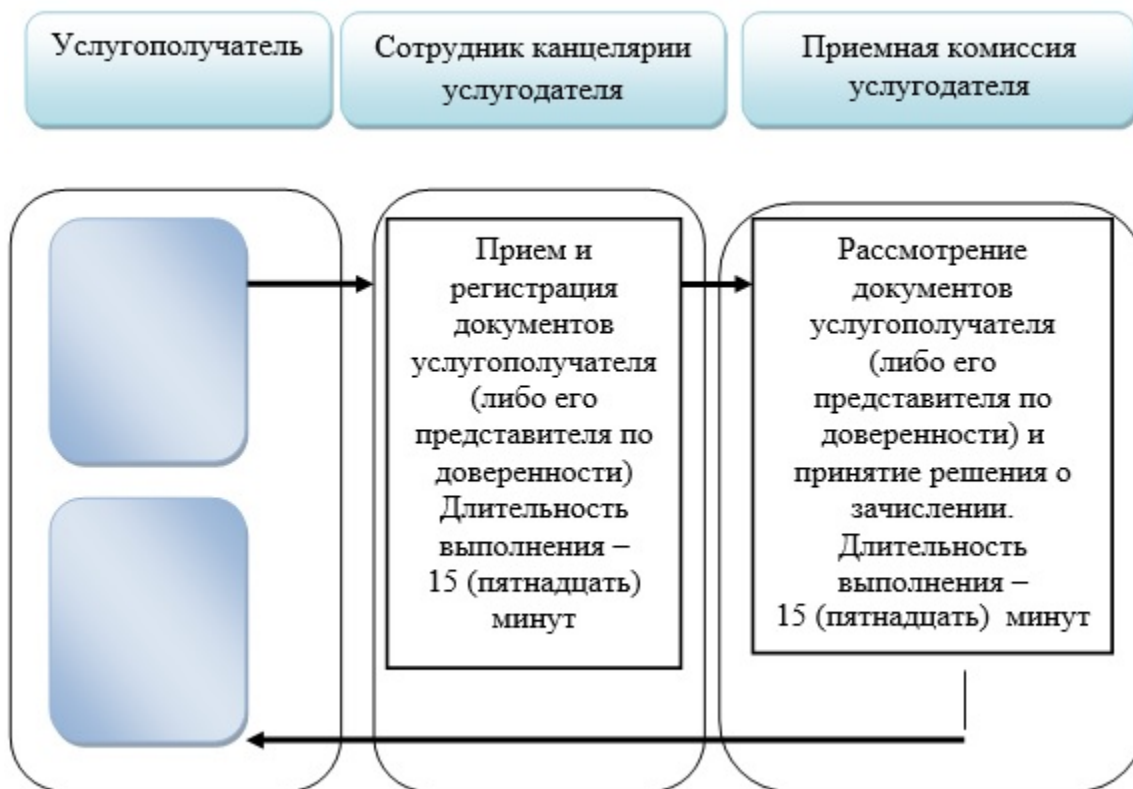 Услугополучатель
Сотрудник канцелярии
услугодателя
Приемная комиссия
услугодателя
Прием и
регистрация
документов
услугополучателя
(либо его
представителя по
доверенности)
Длительность
выполнения –
15 (пятнадцать)
минут
Рассмотрение
документов
услугополучателя
(либо его
представителя по
доверенности) и
принятие решения о
зачислении.
Длительность
выполнения –
15 (пятнадцать) минут